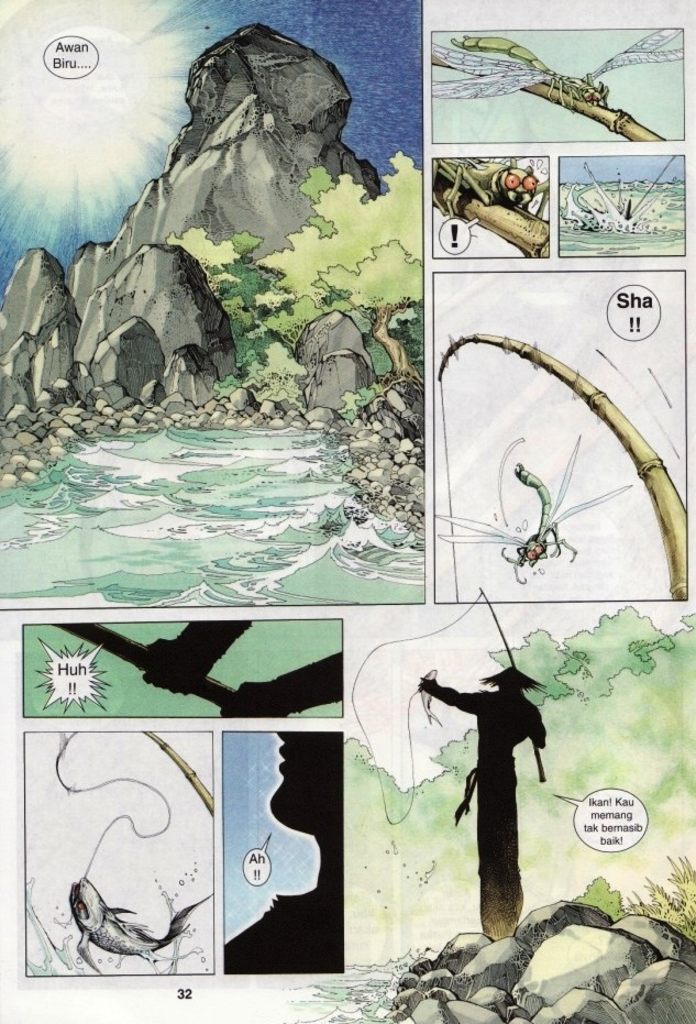 Awan
Biru....
!
Sha
!!
Huh
!!
Ah
!!
Ikan! Kau
memang
tak bernasib
baik!
32